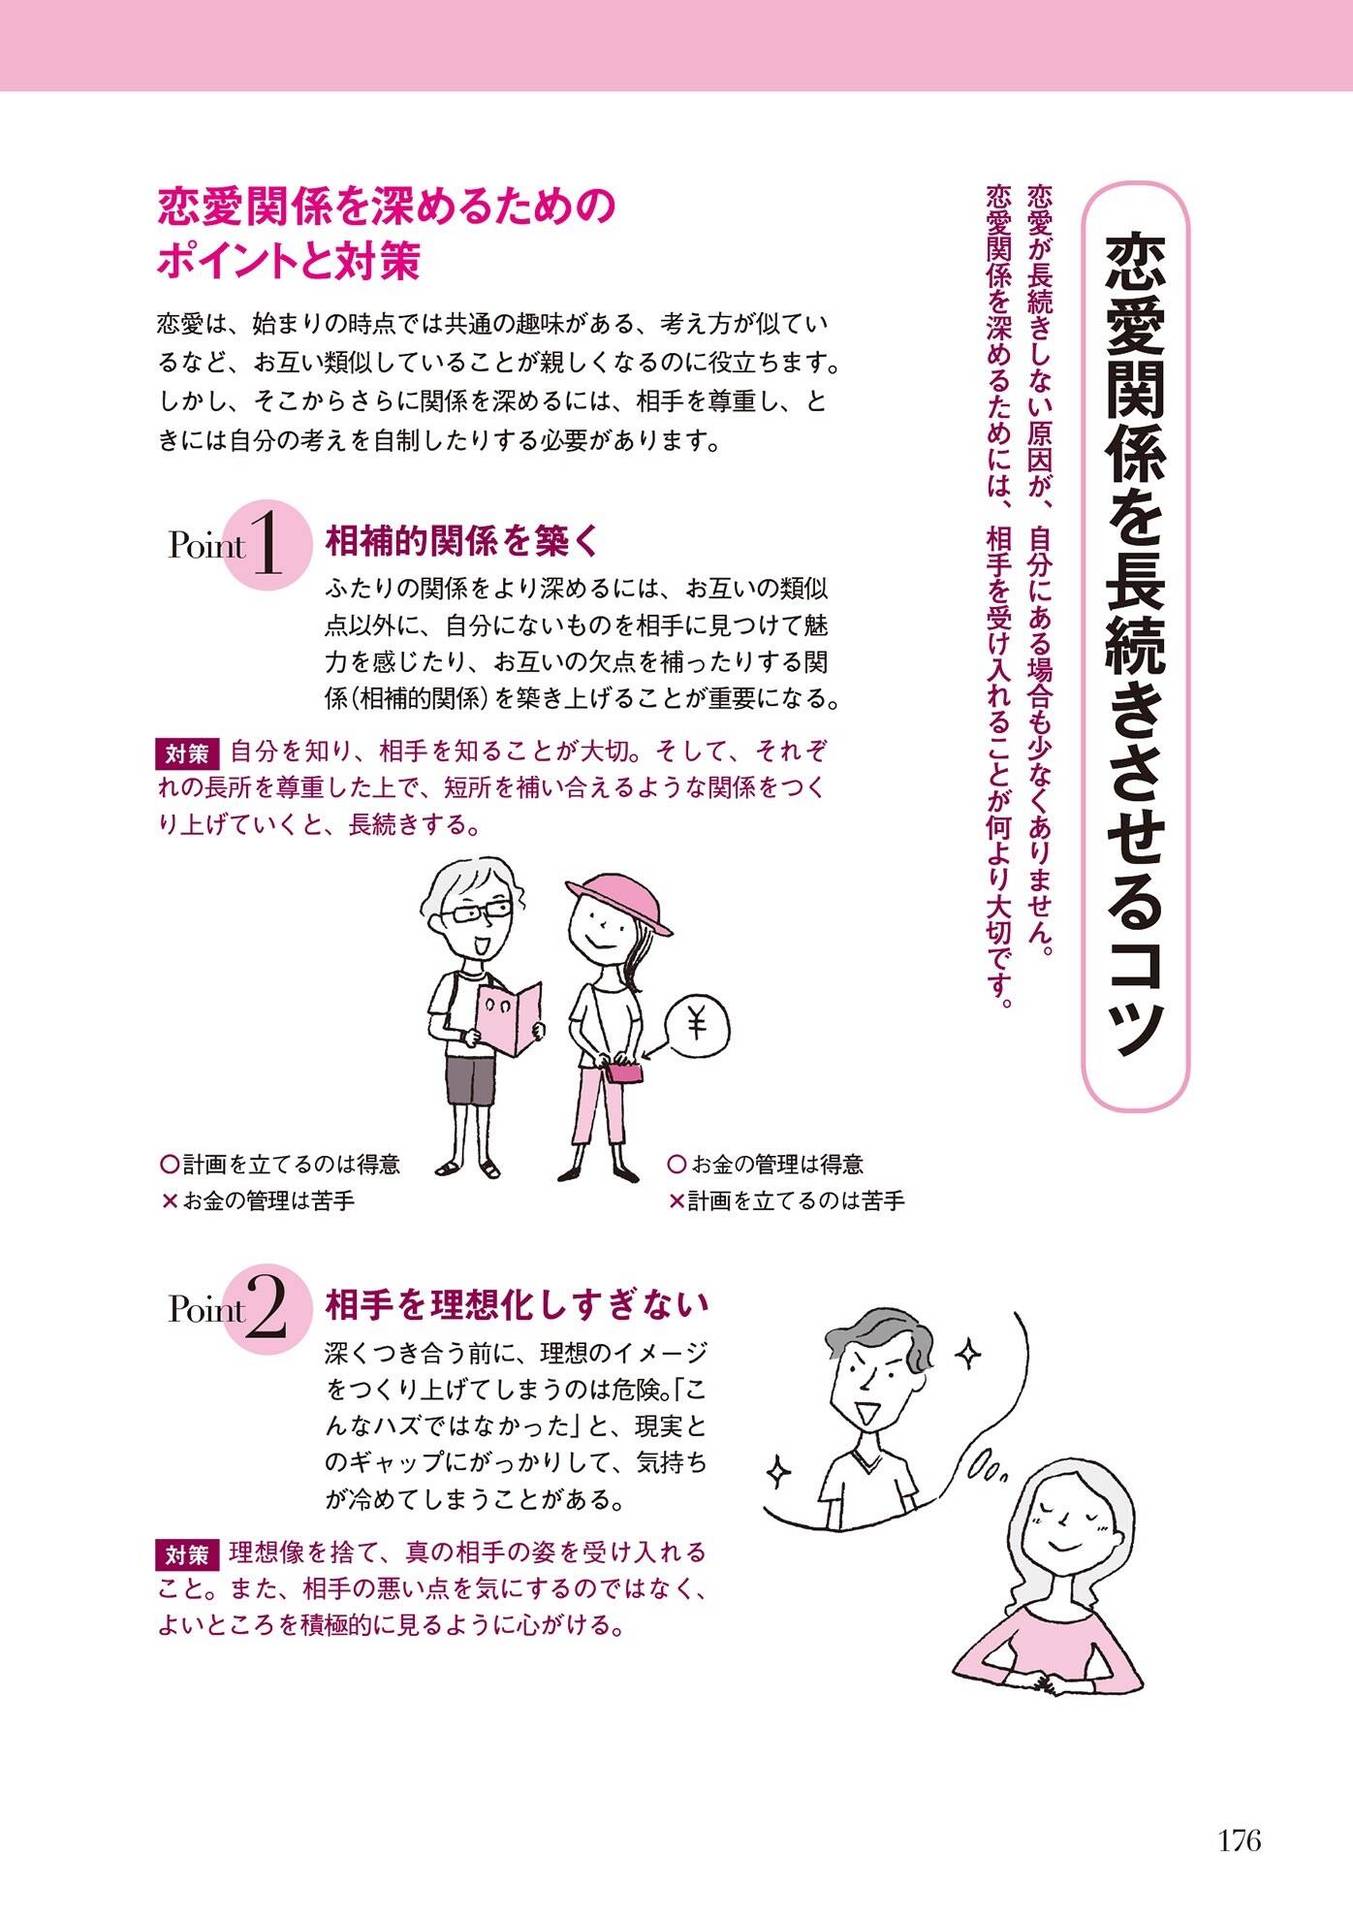 恋愛関係を長続きさせるコツ
恋愛が長続きしない原因が、自分にある場合も少なくありません。
恋愛関係を深めるためには、相手を受け入れることが何より大切です。
恋愛関係を深めるための
ポイントと対策
恋愛は、始まりの時点では共通の趣味がある、考え方が似てい
るなど、お互い類似していることが親しくなるのに役立ちます。
しかし、そこからさらに関係を深めるには、相手を尊重し、と
きには自分の考えを自制したりする必要があります。
Point 1 相補的関係を築く
ふたりの関係をより深めるには、お互いの類似
点以外に、自分にないものを相手に見つけて魅
力を感じたり、お互いの欠点を補ったりする関
係（相補的関係）を築き上げることが重要になる。
対策 自分を知り、相手を知ることが大切。そして、それぞ
れの長所を尊重した上で、短所を補い合えるような関係をつく
り上げていくと、長続きする。
¥
○計画を立てるのは得意
×お金の管理は苦手
○お金の管理は得意
×計画を立てるのは苦手
Point 2 相手を理想化しすぎない
深くつき合う前に、理想のイメージ
をつくり上げてしまうのは危険。「こ
んなハズではなかった」と、現実と
のギャップにがっかりして、気持ち
が冷めてしまうことがある。
対策 理想像を捨て、真の相手の姿を受け入れる
こと。また、相手の悪い点を気にするのではなく、
よいところを積極的に見るように心がける。
176